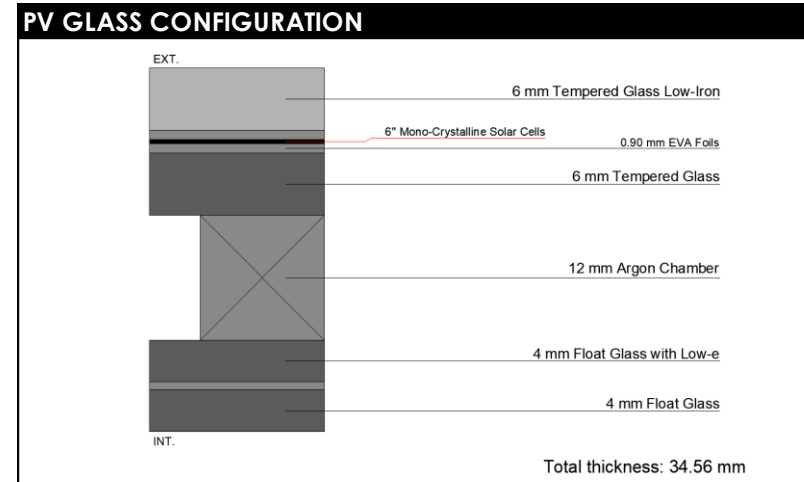 PV GLASS CONFIGURATION
EXT.
6 mm Tempered Glass Low-Iron
6" Mono-Crystalline Solar Cells
0.90 mm EVA Foils
6 mm Tempered Glass
12 mm Argon Chamber
4 mm Float Glass with Low-e
4 mm Float Glass
INT.
Total thickness: 34.56 mm